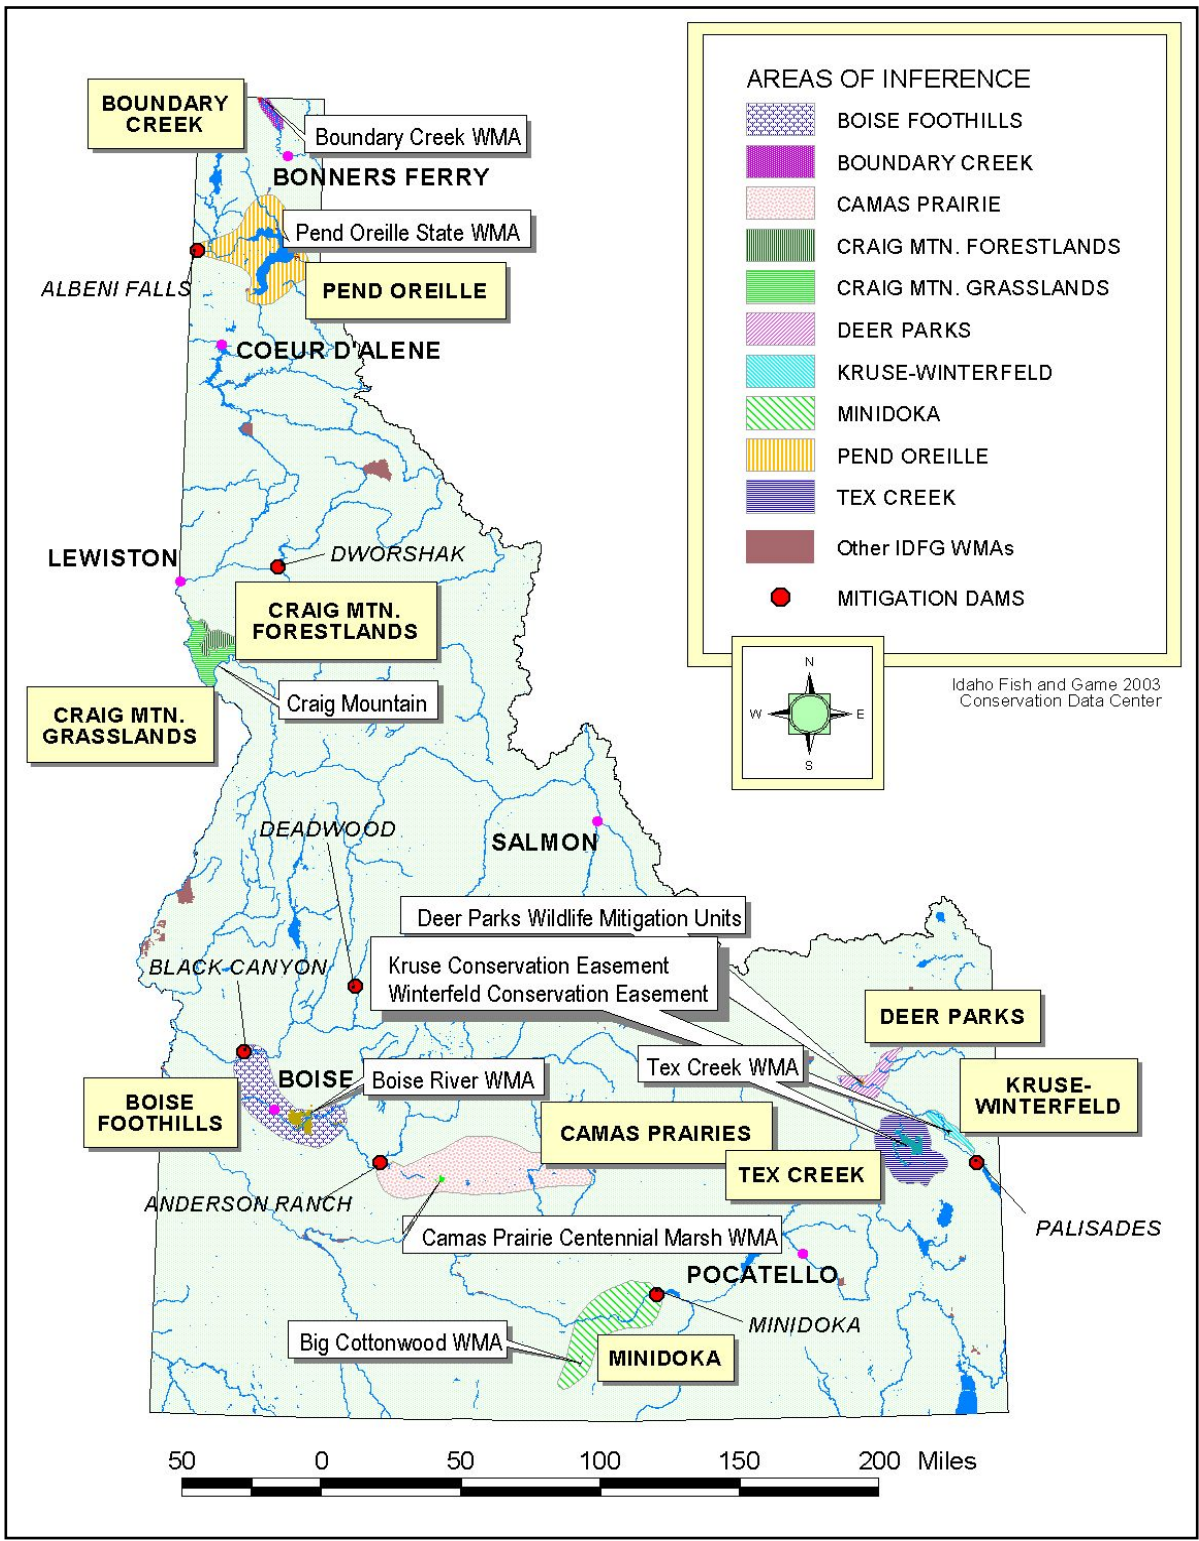 BOUNDARY
CREEK
Boundary Creek WMA
BONNERS FERRY
Pend Oreille State WMA
ALBENI FALLS
PEND OREILLE
COEUR D'ALENE
LEWISTON
DWORSHAK
CRAIG MTN.
FORESTLANDS
Craig Mountain
CRAIG MTN.
GRASSLANDS
DEADWOOD
SALMON
Deer Parks Wildlife Mitigation Units
Kruse Conservation Easement
Winterfeld Conservation Easement
BLACK CANYON
DEER PARKS
Tex Creek WMA
BOISE
Boise River WMA
KRUSE-
WINTERFELD
BOISE
FOOTHILLS
CAMAS PRAIRIES
TEX CREEK
ANDERSON RANCH
PALISADES
Camas Prairie Centennial Marsh WMA
POCATELLO
MINIDOKA
Big Cottonwood WMA
MINIDOKA
AREAS OF INFERENCE
BOISE FOOTHILLS
BOUNDARY CREEK
CAMAS PRAIRIE
CRAIG MTN. FORESTLANDS
CRAIG MTN. GRASSLANDS
DEER PARKS
KRUSE-WINTERFELD
MINIDOKA
PEND OREILLE
TEX CREEK
Other IDFG WMAs
MITIGATION DAMS
N
W E
S
Idaho Fish and Game 2003
Conservation Data Center
50 0 50 100 150 200 Miles